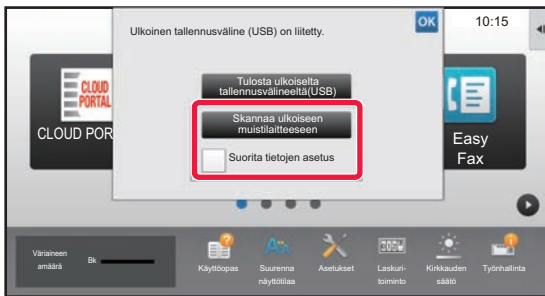 Ulkoinen tallennusväline (USB) on liitetty.
OK
10:15
Tulosta ulkoiselta
tallennusvälineeltä(USB)
Skannaa ulkoiseen
muistilaitteeseen
Suorita tietojen asetus
CLOUD
PORTAL
CLOUD POR
Easy
Fax
Väriaineen
amäärä
Bk
Käyttöopas
Suurenna
näyttötilaa
Asetukset
Laskuri-
toiminto
Kirkkauden
säätö
Työnhallinta